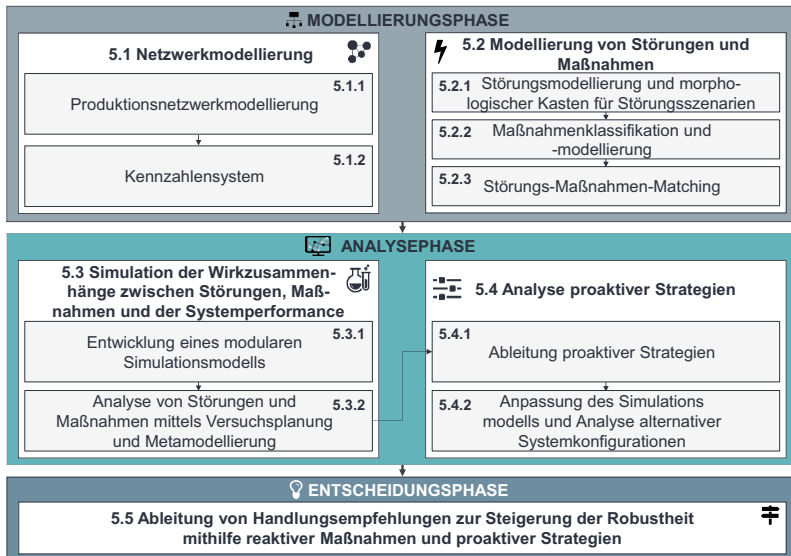 MODELLIERUNGSPHASE
5.1 Netzwerkmodellierung
5.1.1
Produktionsnetzwerkmodellierung
5.1.2
Kennzahlensystem
5.2 Modellierung von Störungen und
Maßnahmen
5.2.1 Störungsmodellierung und morpho-
logischer Kasten für Störungsszenarien
5.2.2 Maßnahmenklassifikation und
-modellierung
5.2.3 Störungs-Maßnahmen-Matching
ANALYSEPHASE
5.3 Simulation der Wirkzusammen-
hänge zwischen Störungen, Maß-
nahmen und der Systemperformance
5.3.1
Entwicklung eines modularen
Simulationsmodells
Analyse von Störungen und 5.3.2
Maßnahmen mittels Versuchsplanung
und Metamodellierung
5.4 Analyse proaktiver Strategien
5.4.1
Ableitung proaktiver Strategien
5.4.2 Anpassung des Simulations
modells und Analyse alternativer
Systemkonfigurationen
ENTSCHEIDUNGSPHASE
5.5 Ableitung von Handlungsempfehlungen zur Steigerung der Robustheit
mithilfe reaktiver Maßnahmen und proaktiver Strategien